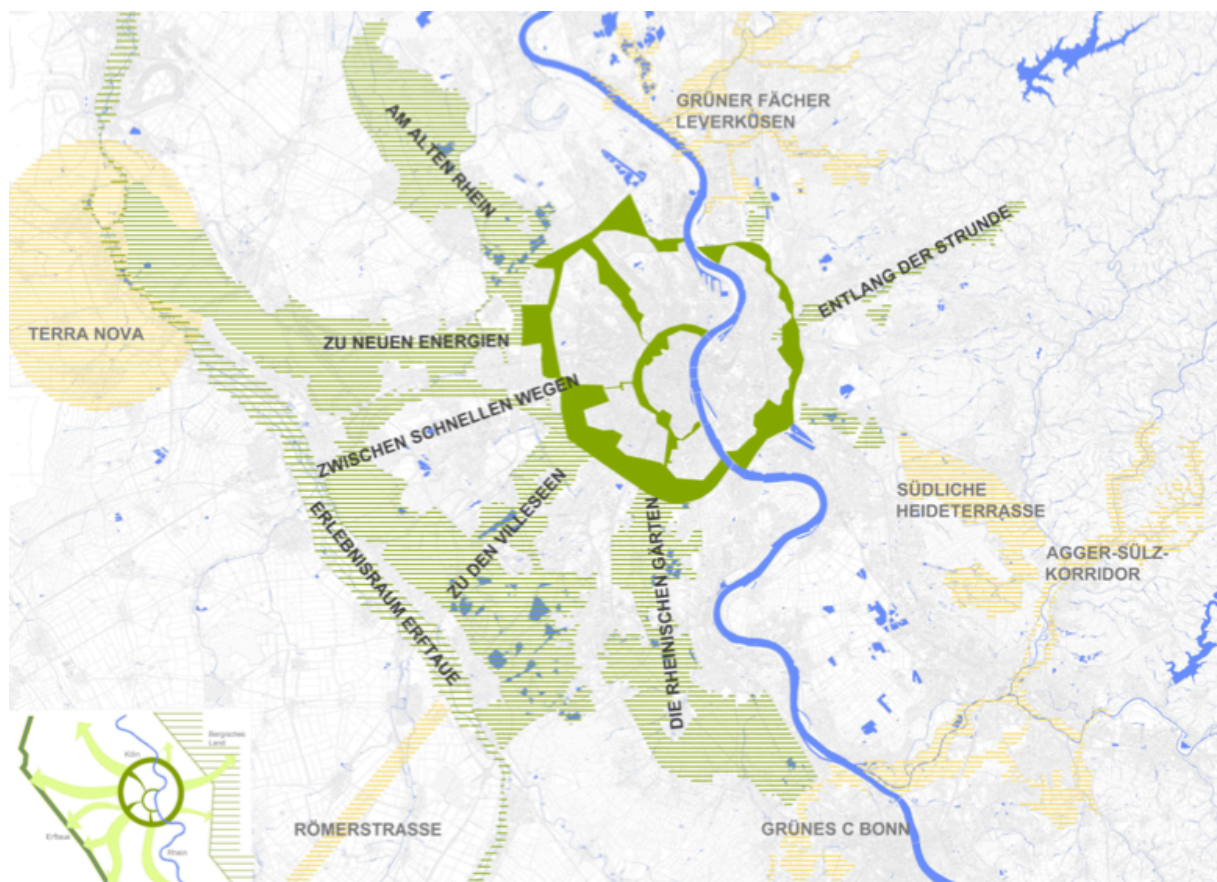 GRÜNER FÄCHER
LEVERKÜSEN
AM ALTEN RHEIN
ENTLANG DER STRUNDE
TERRA NOVA
ZU NEUEN ENERGIEN
ZWISCHEN SCHNELLEN WEGEN
SÜDLICHE
HEIDETERRASSE
ERLEBNISRAUM ERFTAUE
ZU DEN VILLESEEN
DIE RHEINISCHEN GÄRTEN
AGGER-SÜLZ-
KORRIDOR
RÖMERSTRASSE
GRÜNES C BONN
Köln
Bergisches
Land
Erftaue
Rhein